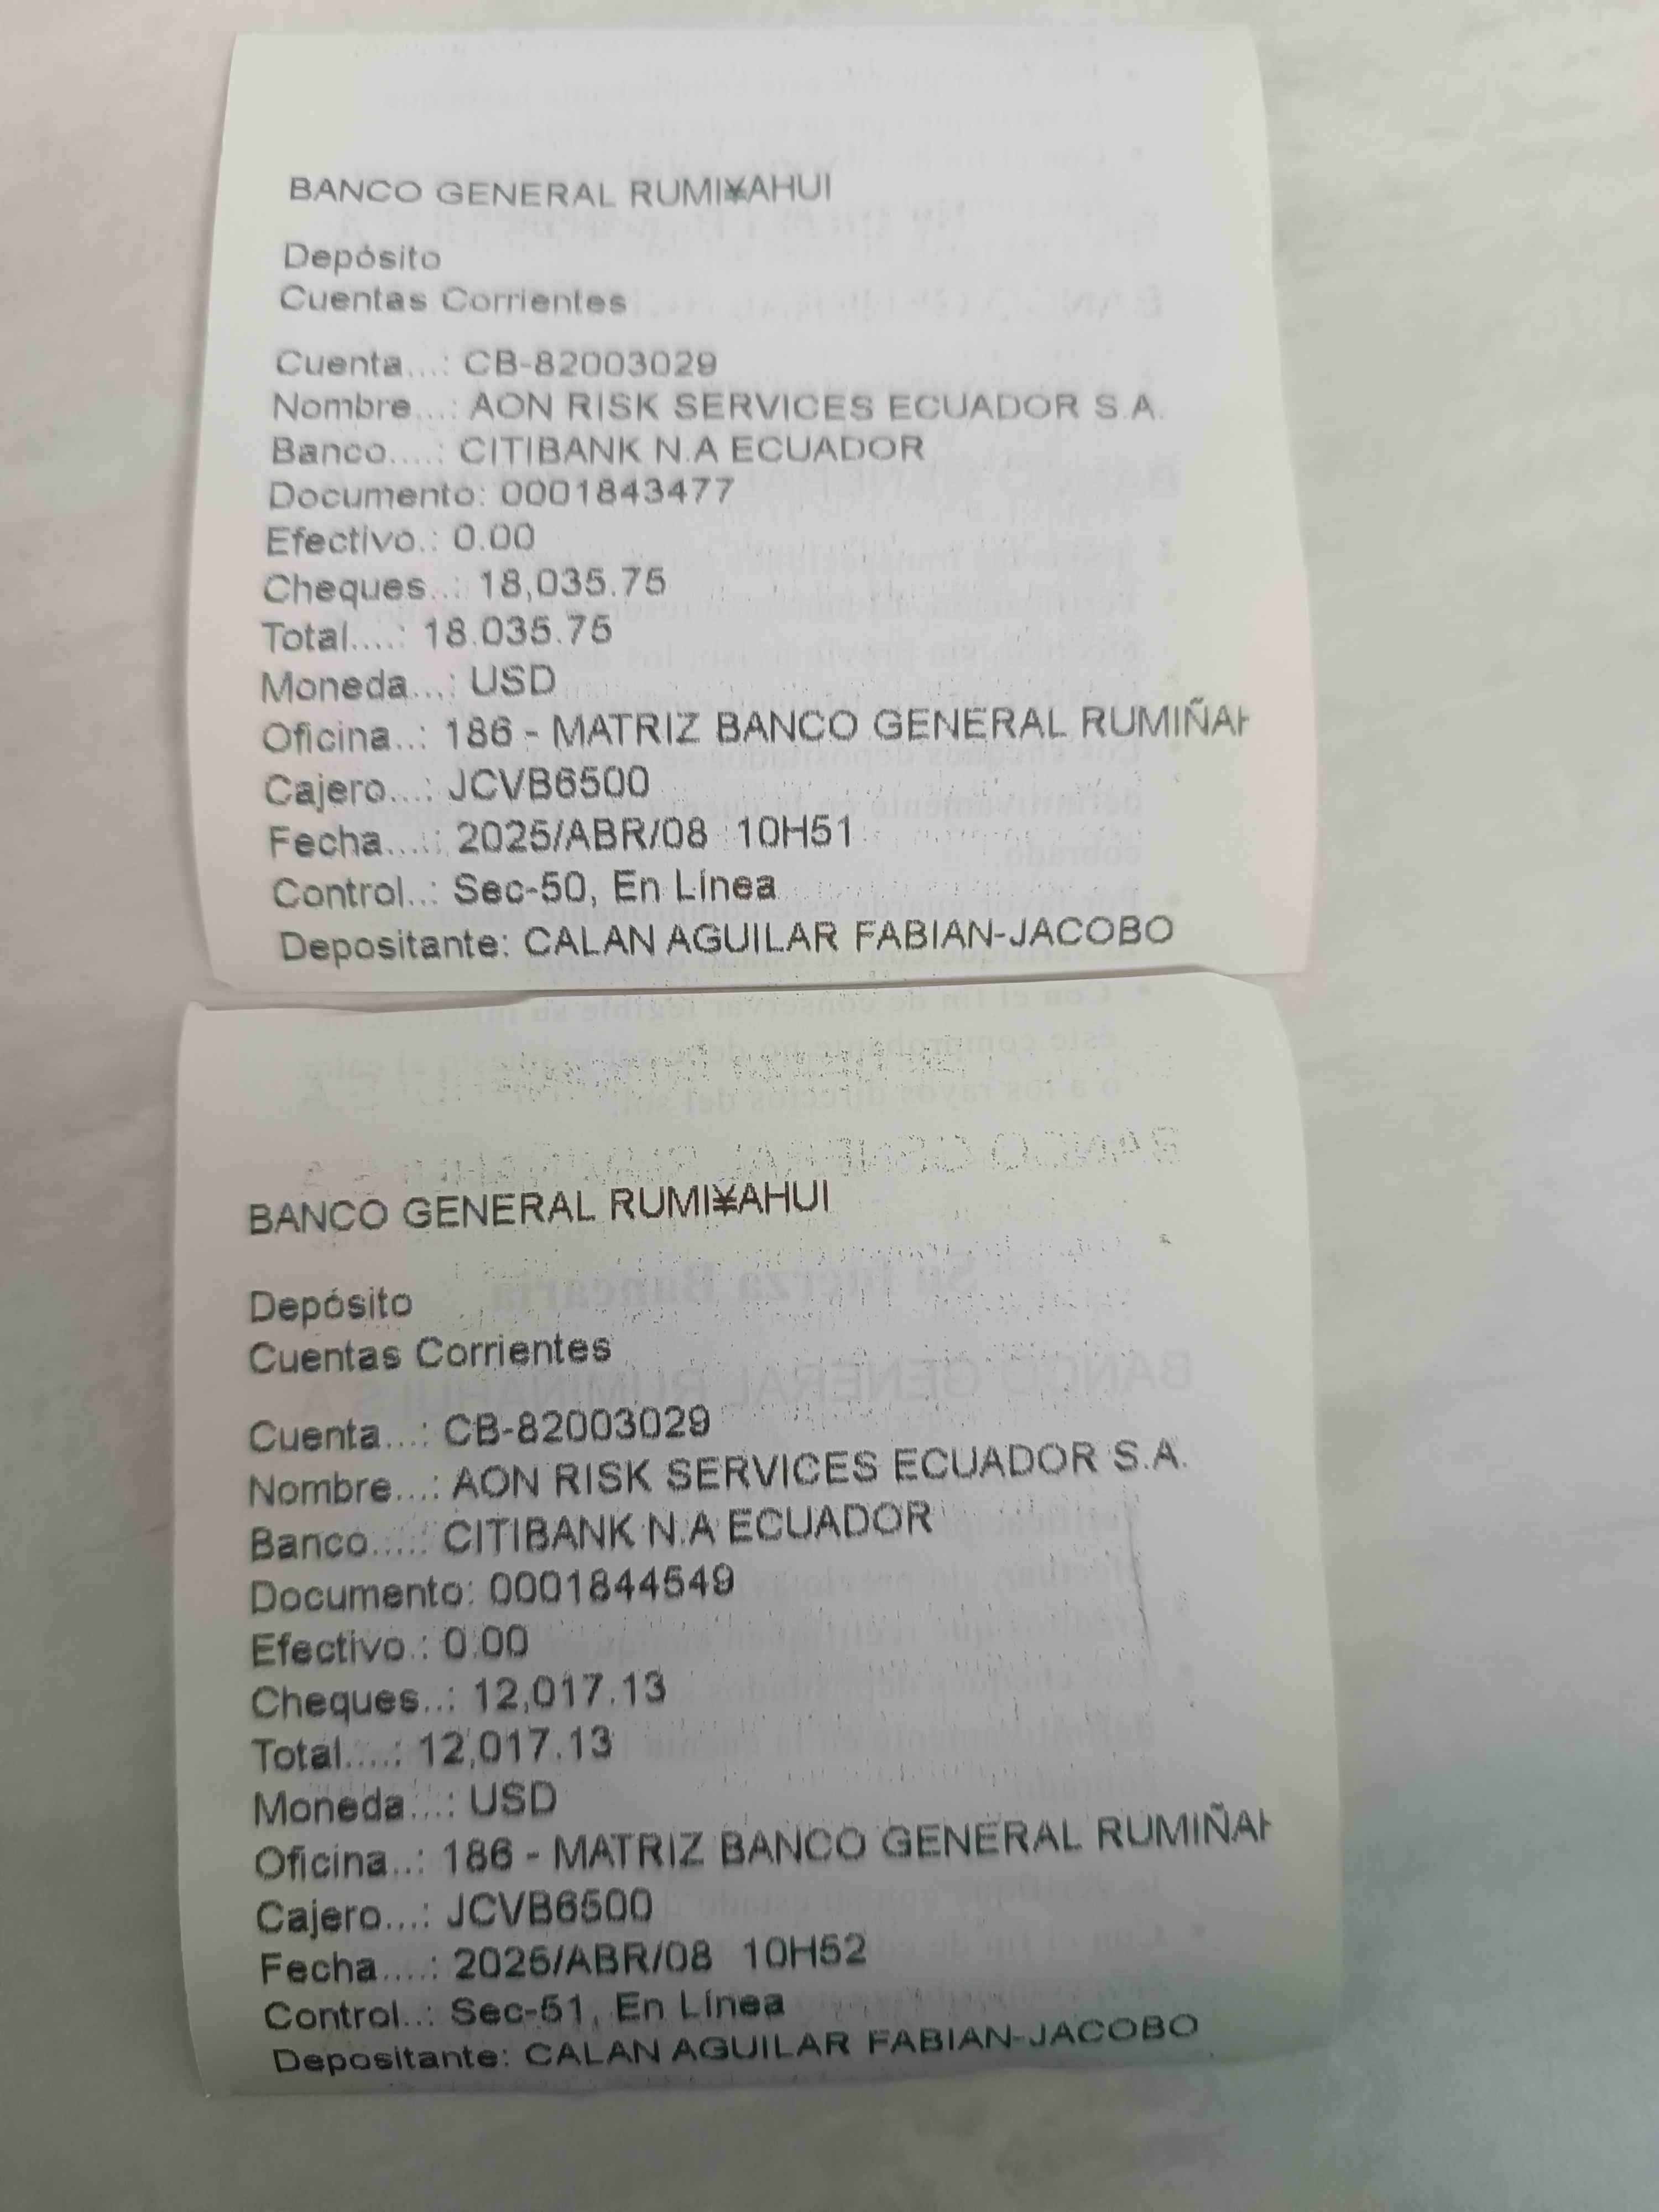 BANCO GENERAL RUMI¥AHUI
Depósito
Cuentas Corrientes
Cuenta...: CB-82003029
Nombre...: AON RISK SERVICES ECUADOR S.A.
Banco....: CITIBANK N.A ECUADOR
Documento: 0001843477
Efectivo.: 0.00
Cheques..: 18,035.75
Total....: 18.035.75
Moneda...: USD
Oficina..: 186 - MATRIZ BANCO GENERAL RUMIÑAH
Cajero...: JCVB6500
Fecha....: 2025/ABR/08 10H51
Control..: Sec-50, En Línea
Depositante: CALAN AGUILAR FABIAN-JACOBO
BANCO GENERAL RUMI¥AHUI
Depósito
Cuentas Corrientes
Cuenta...: CB-82003029
Nombre...: AON RISK SERVICES ECUADOR S.A.
Banco....: CITIBANK N.A ECUADOR
Documento: 0001844549
Efectivo.: 0.00
Cheques..: 12,017.13
Total....: 12,017.13
Moneda...: USD
Oficina..: 186 - MATRIZ BANCO GENERAL RUMIÑAH
Cajero...: JCVB6500
Fecha....: 2025/ABR/08 10H52
Control..: Sec-51, En Línea
Depositante: CALAN AGUILAR FABIAN-JACOBO